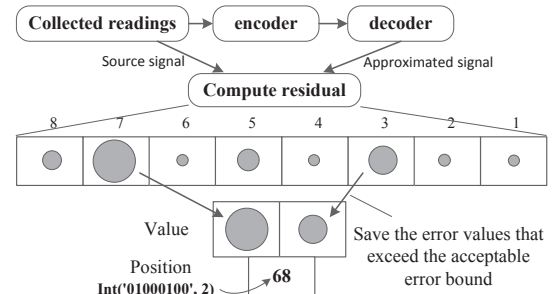 Collected readings encoder decoder
Source signal Approximated signal
Compute residual
8 7 6 5 4 3 2 1
Value
Save the error values that
exceed the acceptable
error bound
Position
68
Int('01000100', 2)